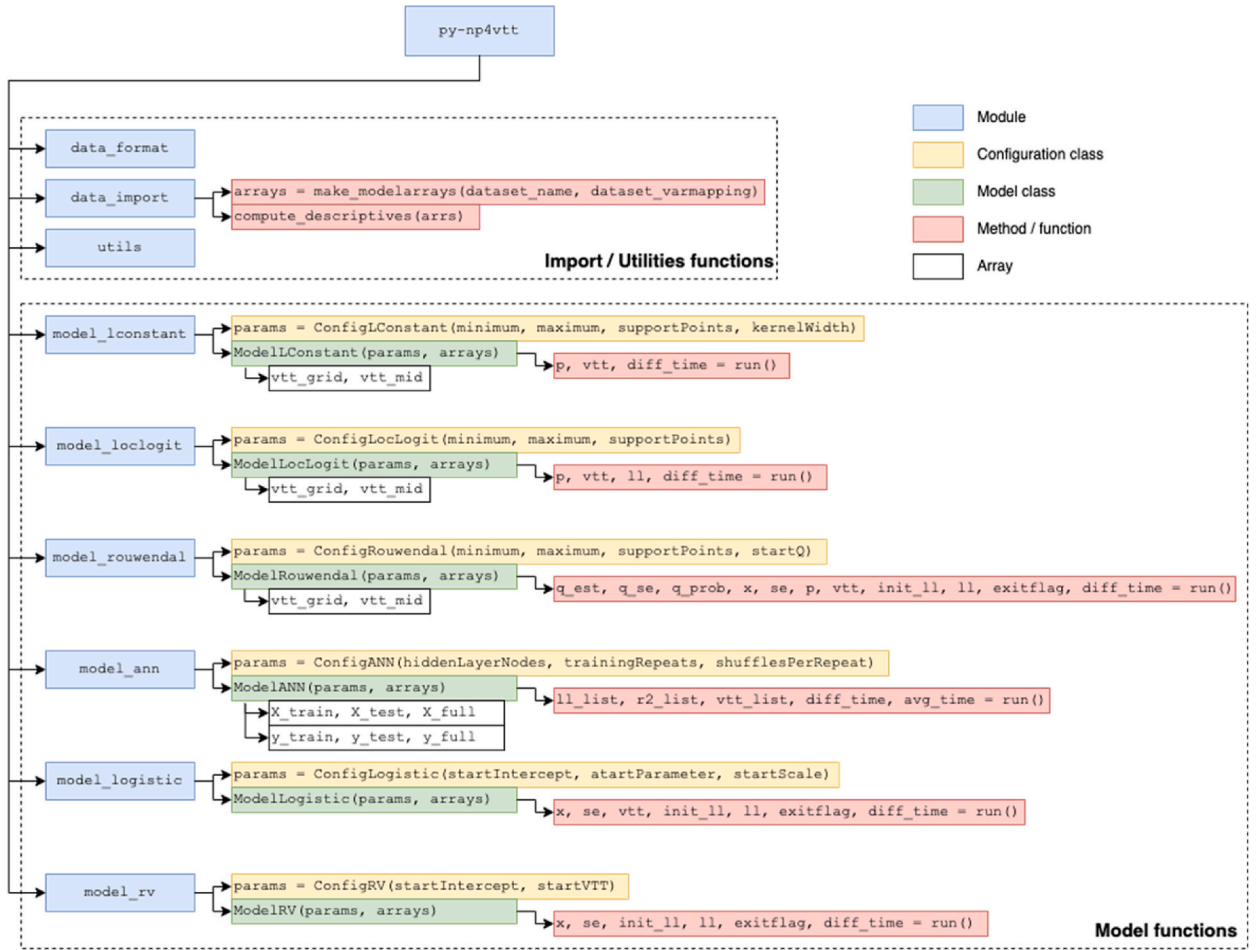 py-np4vtt
Module
Configuration class
Model class
Method / function
Array
data_format
data_import
arrays = make_modelarrays(dataset_name, dataset_varmapping)
compute_descriptives(arrs)
utils
Import / Utilities functions
model_lconstant
params = ConfigLConstant(minimum, maximum, supportPoints, kernelWidth)
ModelLConstant(params, arrays)
p, vtt, diff_time = run()
vtt_grid, vtt_mid
model_loclogit
params = ConfigLocLogit(minimum, maximum, supportPoints)
ModelLocLogit(params, arrays)
p, vtt, ll, diff_time = run()
vtt_grid, vtt_mid
model_rouwendal
params = ConfigRouwendal(minimum, maximum, supportPoints, startQ)
ModelRouwendal(params, arrays)
q_est, q_se, q_prob, x, se, p, vtt, init_ll, ll, exitflag, diff_time = run()
vtt_grid, vtt_mid
model_ann
params = ConfigANN(hiddenLayerNodes, trainingRepeats, shufflesPerRepeat)
ModelANN(params, arrays)
ll_list, r2_list, vtt_list, diff_time, avg_time = run()
X_train, X_test, X_full
y_train, y_test, y_full
model_logistic
params = ConfigLogistic(startIntercept, atartParameter, startScale)
ModelLogistic(params, arrays)
x, se, vtt, init_ll, ll, exitflag, diff_time = run()
model_rv
params = ConfigRV(startIntercept, startVTT)
ModelRV(params, arrays)
x, se, init_ll, ll, exitflag, diff_time = run()
Model functions